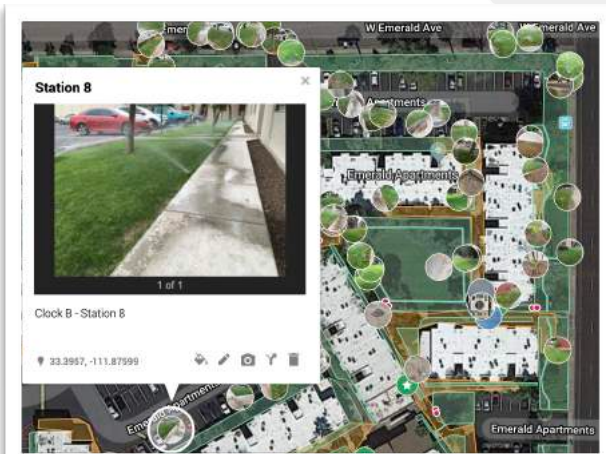 W Emerald Ave
W Emerald Ave
Station 8
×
1 of 1
Clock B - Station 8
33.3957, -111.87599
Apartments
Emerald Apartments
Emerald Apartments